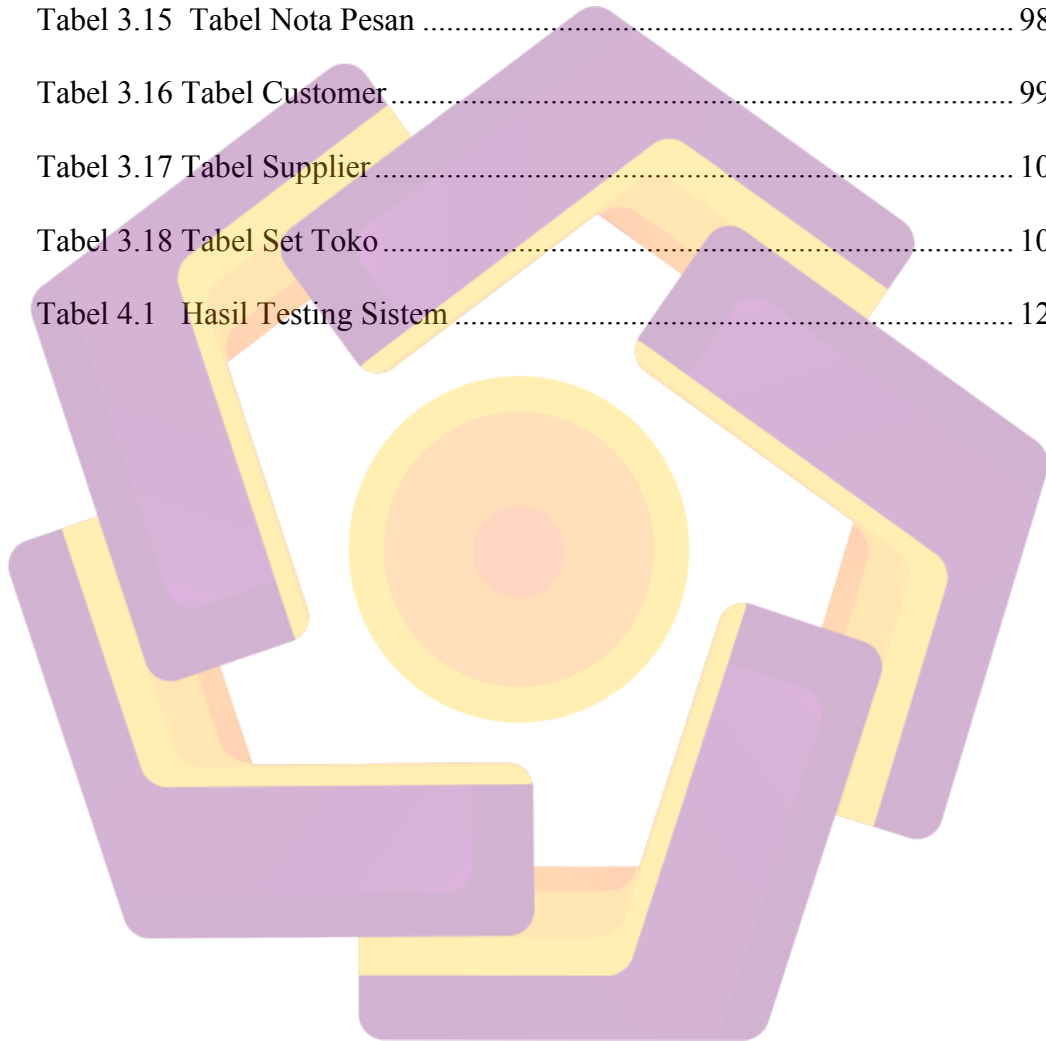 Tabel 3.15  Tabel Nota Pesan ........................................................................... 98
Tabel 3.16 Tabel Customer ............................................................................... 99
Tabel 3.17 Tabel Supplier ................................................................................. 10
Tabel 3.18 Tabel Set Toko ................................................................................ 10
Tabel 4.1   Hasil Testing Sistem ....................................................................... 12